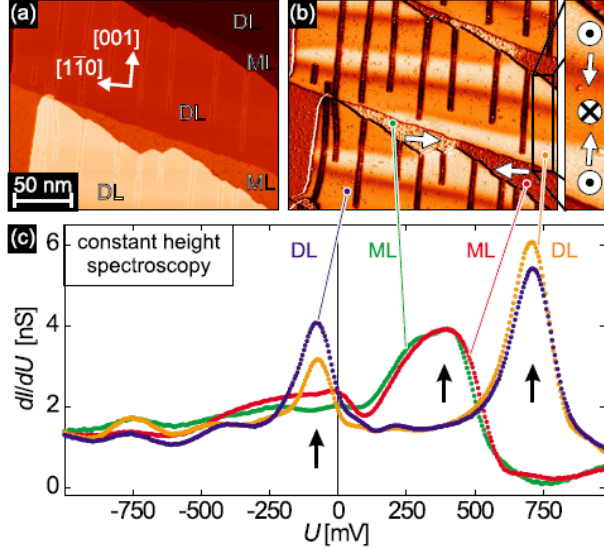 (a)
[001]
[11̄0]
DL
ML
DL
ML
DL
50 nm
(b)
(c)
constant height
spectroscopy
DL
ML
ML
DL
6
4
2
0
dI/dU [nS]
-750
-500
-250
0
250
500
750
U [mV]